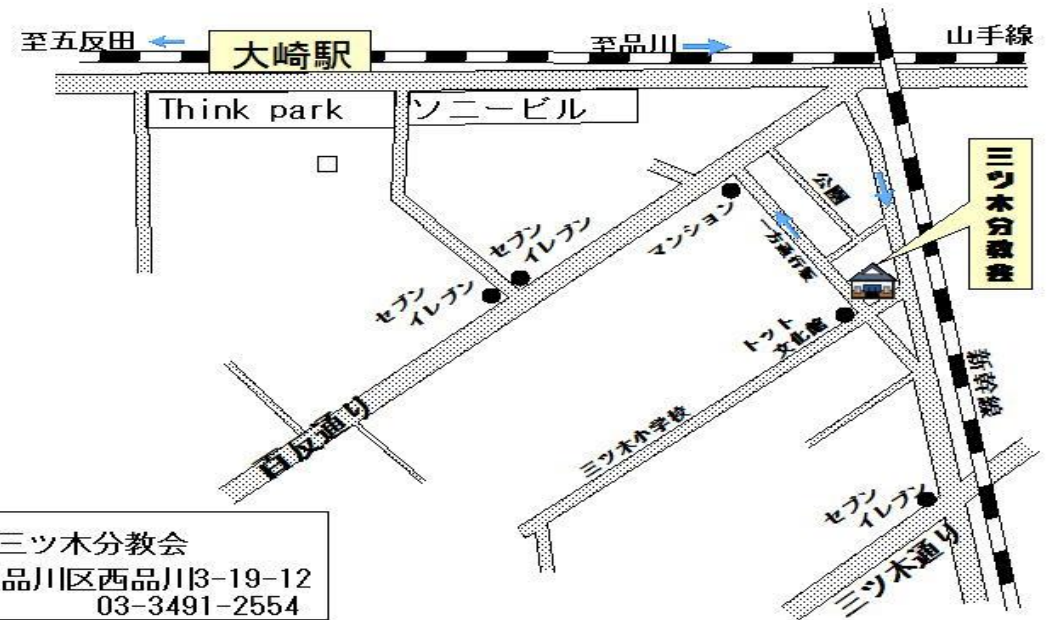 至五反田
大崎駅
至品川
山手線
Think park
ソニービル
三ツ木分教会
公園
一方通行坂
マンション
セブン
イレブン
セブン
イレブン
トット
文化館
新幹線
百反通り
三ツ木小学校
セブン
イレブン
三ツ木通り
三ツ木分教会
品川区西品川3-19-12
03-3491-2554